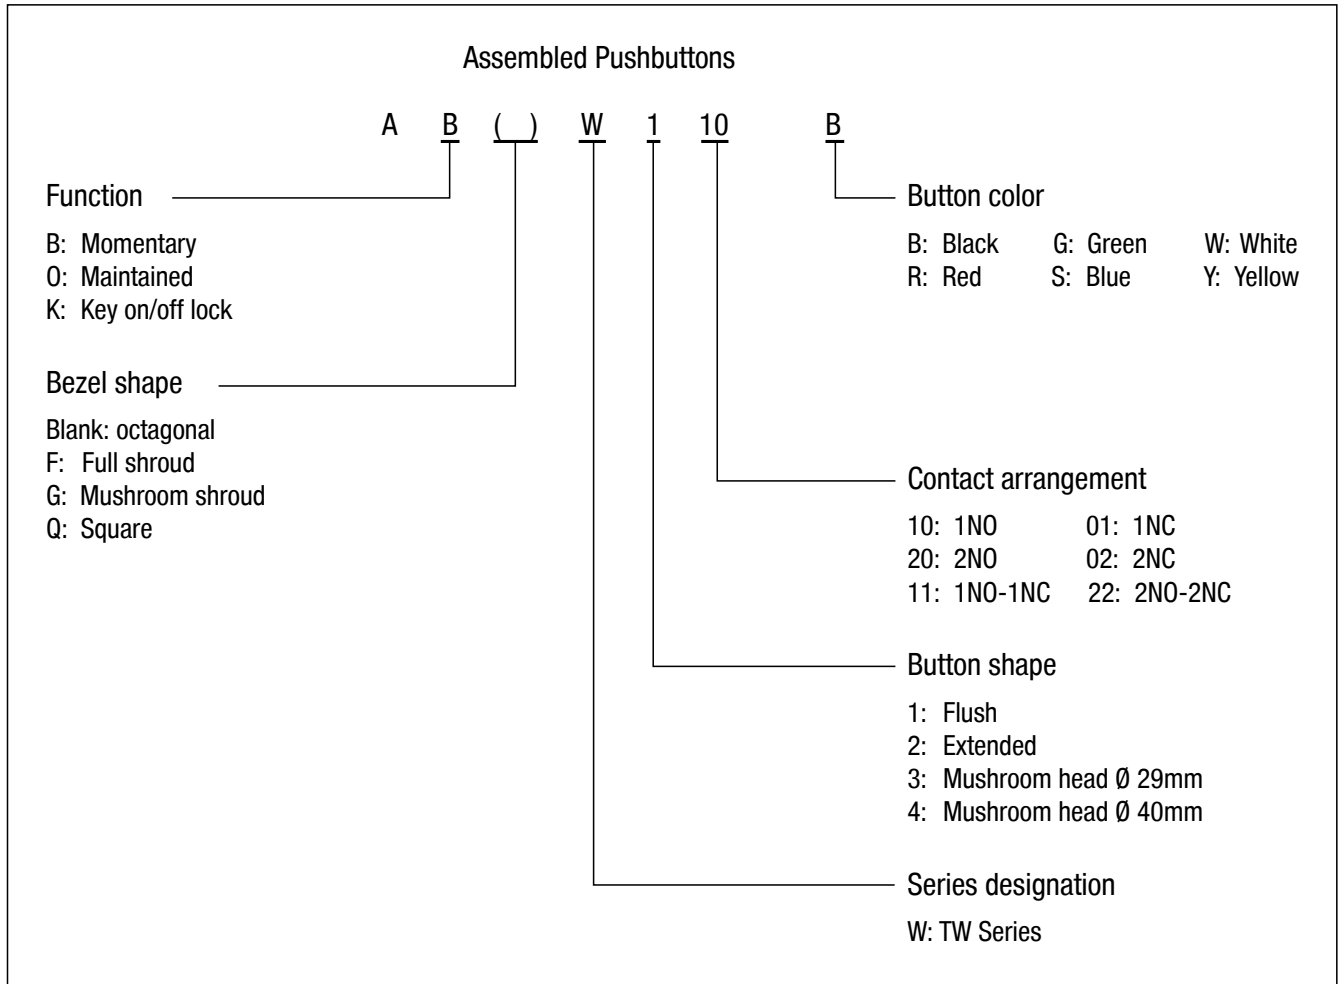 Assembled Pushbuttons
A B ( ) W 1 10 B
Function
B: Momentary
O: Maintained
K: Key on/off lock
Bezel shape
Blank: octagonal
F: Full shroud
G: Mushroom shroud
Q: Square
Button color
B: Black G: Green W: White
R: Red S: Blue Y: Yellow
Contact arrangement
10: 1NO 01: 1NC
20: 2NO 02: 2NC
11: 1NO-1NC 22: 2NO-2NC
Button shape
1: Flush
2: Extended
3: Mushroom head Ø 29mm
4: Mushroom head Ø 40mm
Series designation
W: TW Series